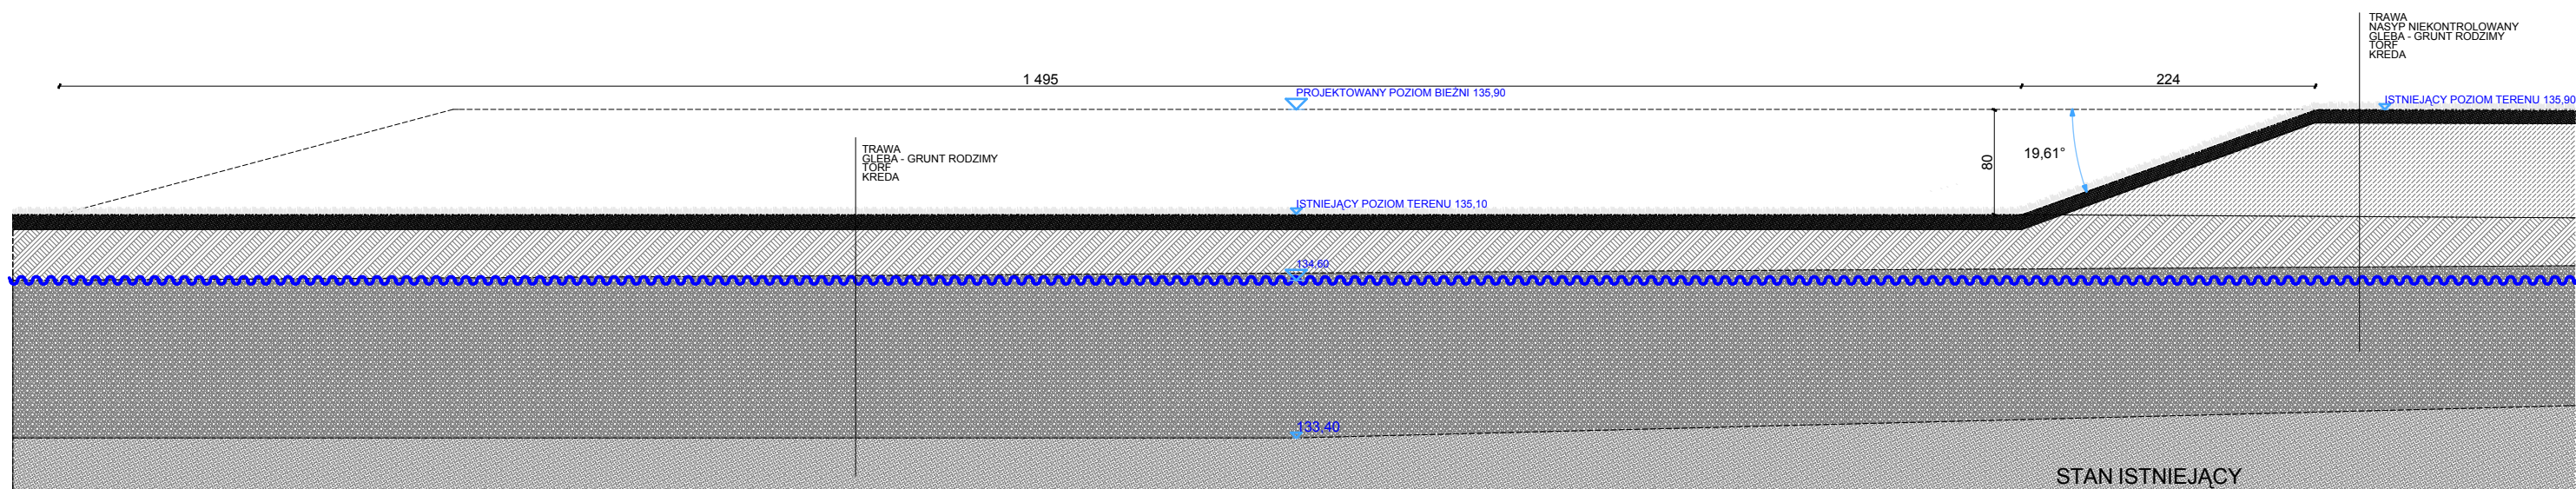 TRAWA
NASYP NIEKONTROLOWANY
GLEBA - GRUNT RODZIMY
TORF
KREDA
1 495
224
PROJEKTOWANY POZIOM BIEŻNI 135,90
ISTNIEJĄCY POZIOM TERENU 135,90
TRAWA
GLEBA - GRUNT RODZIMY
TORF
KREDA
80
19,61°
ISTNIEJĄCY POZIOM TERENU 135,10
134,60
133,40
STAN ISTNIEJĄCY